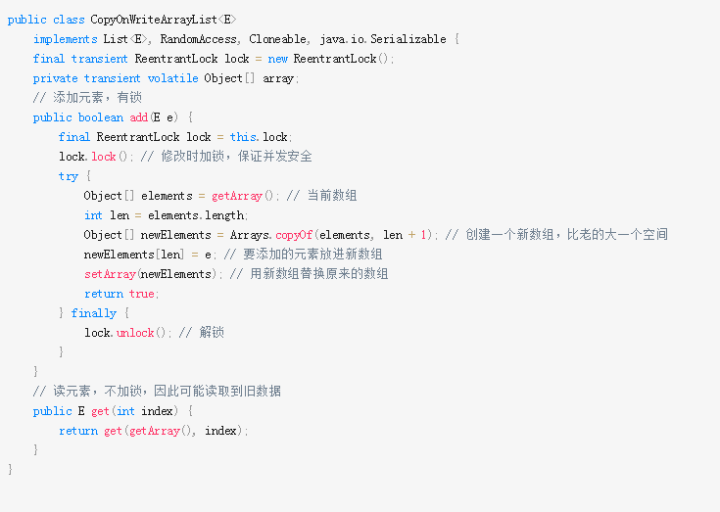 public class CopyOnWriteArrayList<E>
    implements List<E>, RandomAccess, Cloneable, java.io.Serializable {
    final transient ReentrantLock lock = new ReentrantLock();
    private transient volatile Object[] array;
    // 添加元素，有锁
    public boolean add(E e) {
        final ReentrantLock lock = this.lock;
        lock.lock(); // 修改时加锁，保证并发安全
        try {
            Object[] elements = getArray(); // 当前数组
            int len = elements.length;
            Object[] newElements = Arrays.copyOf(elements, len + 1); // 创建一个新数组，比老的大一个空间
            newElements[len] = e; // 要添加的元素放进新数组
            setArray(newElements); // 用新数组替换原来的数组
            return true;
        } finally {
            lock.unlock(); // 解锁
        }
    }
    // 读元素，不加锁，因此可能读取到旧数据
    public E get(int index) {
        return get(getArray(), index);
    }
}